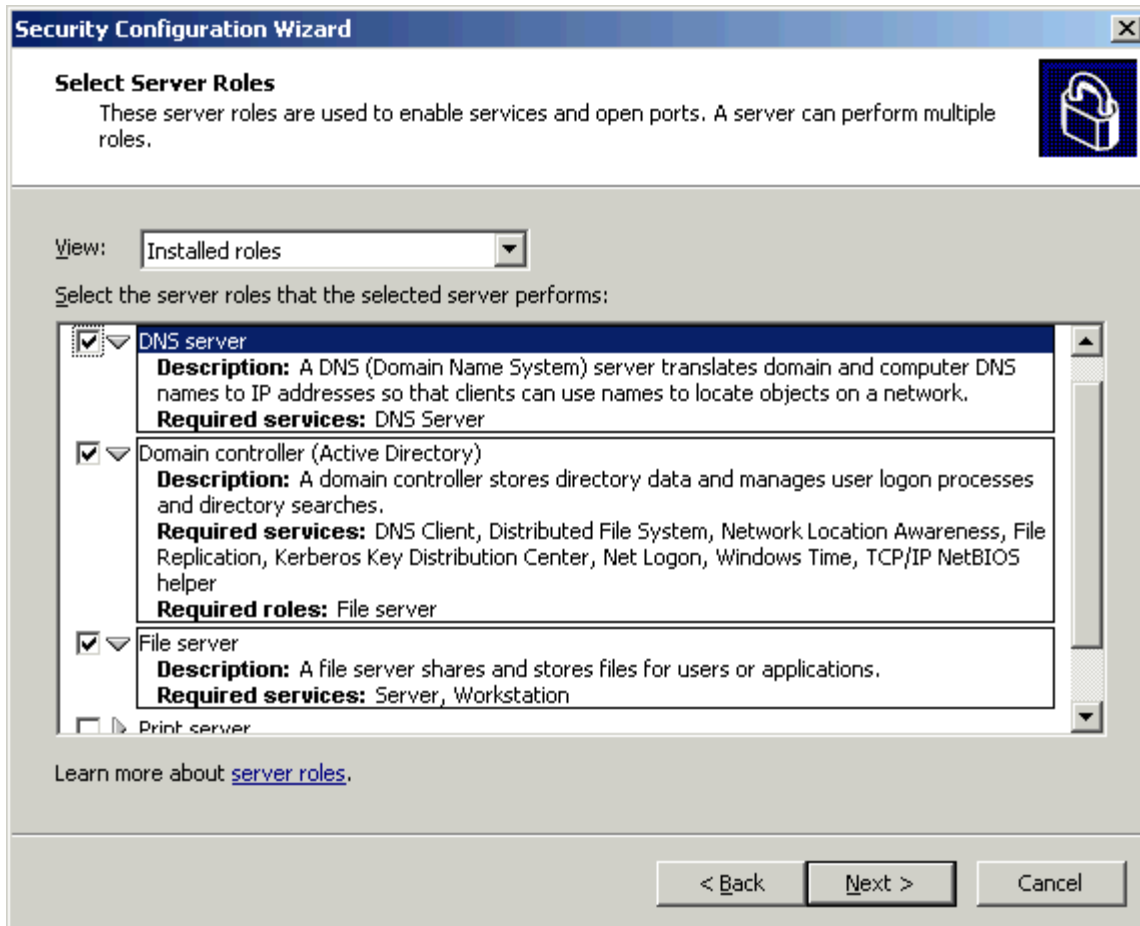 Security Configuration Wizard
Select Server Roles
These server roles are used to enable services and open ports. A server can perform multiple
roles.
View:
Installed roles
Select the server roles that the selected server performs:
DNS server
Description: A DNS (Domain Name System) server translates domain and computer DNS
names to IP addresses so that clients can use names to locate objects on a network.
Required services: DNS Server
Domain controller (Active Directory)
Description: A domain controller stores directory data and manages user logon processes
and directory searches.
Required services: DNS Client, Distributed File System, Network Location Awareness, File
Replication, Kerberos Key Distribution Center, Net Logon, Windows Time, TCP/IP NetBIOS
helper
Required roles: File server
File server
Description: A file server shares and stores files for users or applications.
Required services: Server, Workstation
Print server
Learn more about server roles.
< Back
Next >
Cancel